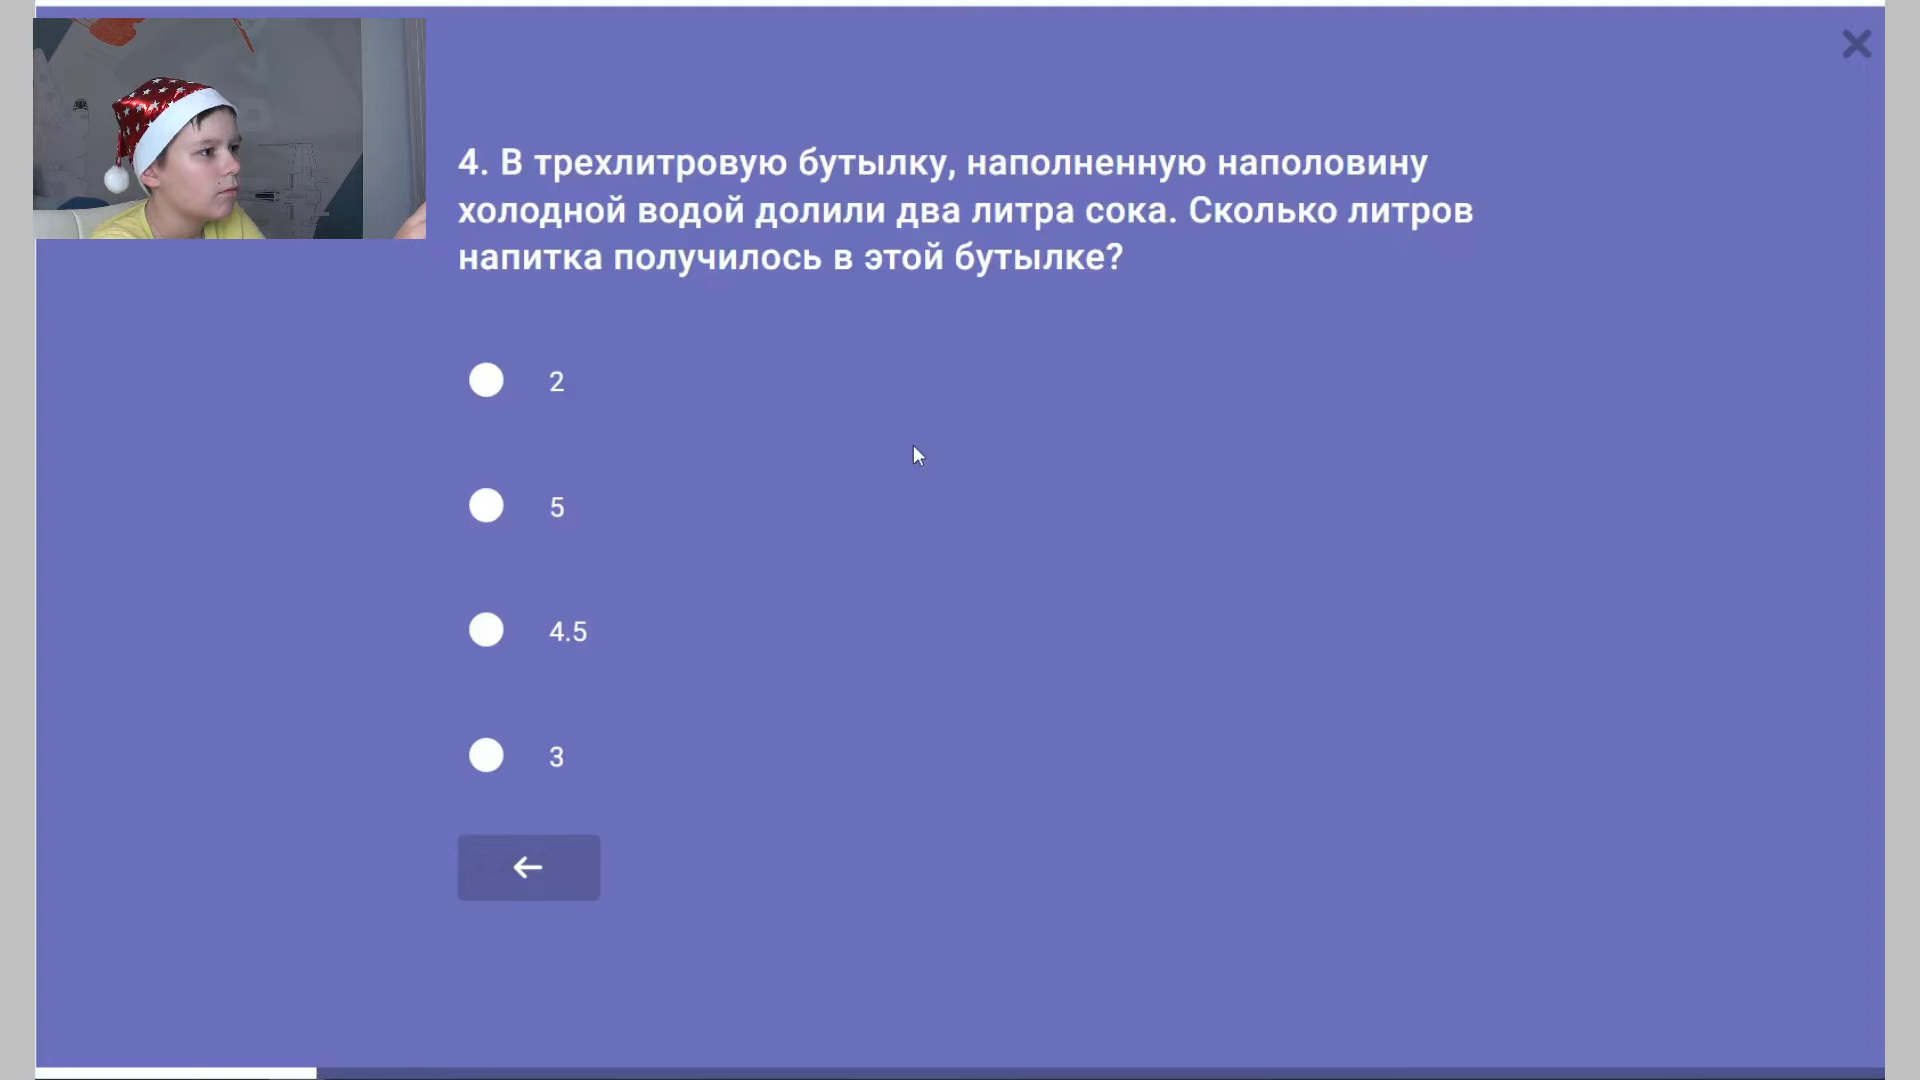 4. В трехлитровую бутылку, наполненную наполовину
холодной водой долили два литра сока. Сколько литров
напитка получилось в этой бутылке?
2
5
4.5
3